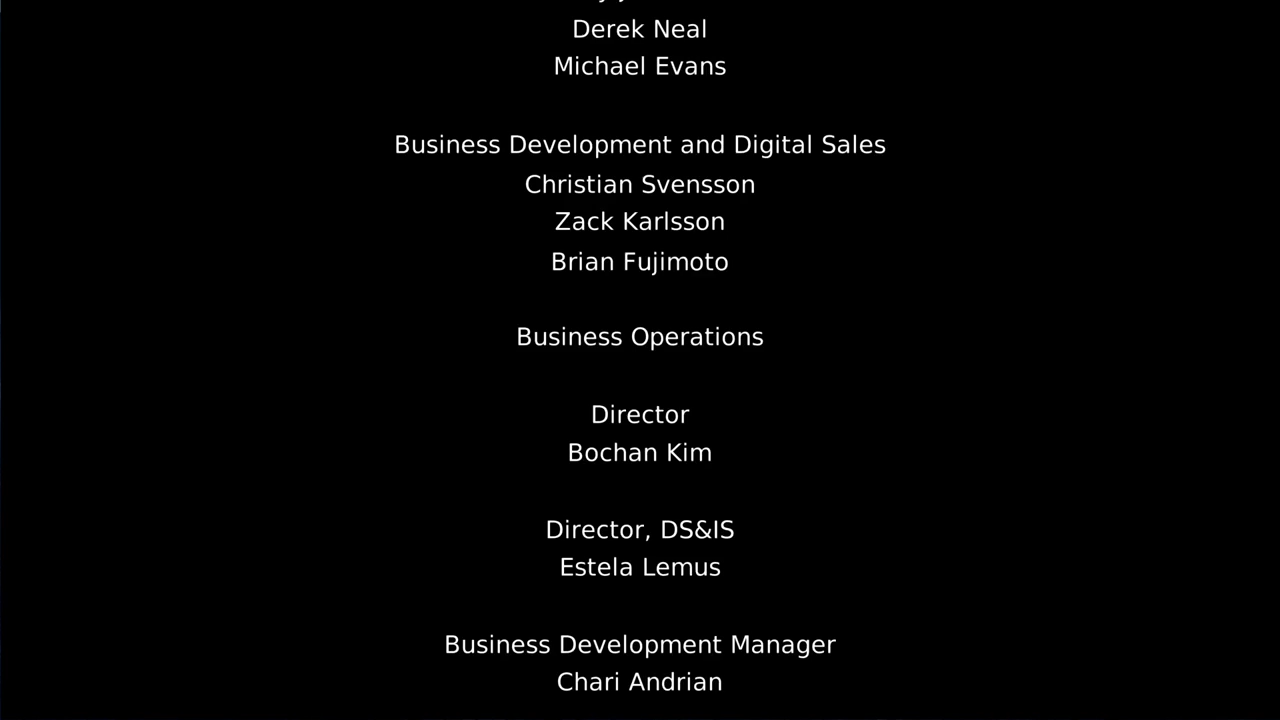 Derek Neal
Michael Evans
Business Development and Digital Sales
Christian Svensson
Zack Karlsson
Brian Fujimoto
Business Operations
Director
Bochan Kim
Director, DS&IS
Estela Lemus
Business Development Manager
Chari Andrian